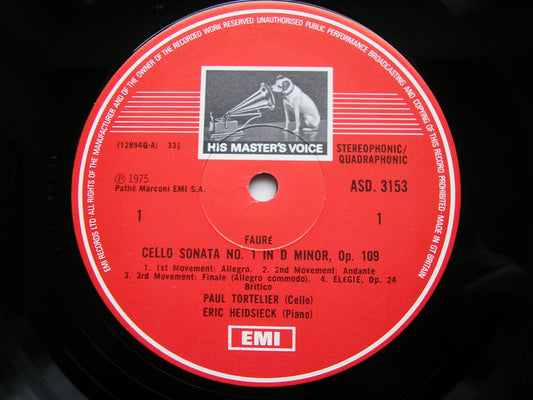 EMI RECORDS LTD ALL RIGHTS OF THE MANUFACTURER AND OF THE OWNER OF THE RECORDED WORK RESERVED UNAUTHORISED PUBLIC PERFORMANCE BROADCASTING AND COPYING OF THIS RECORD PROHIBITED · MADE IN GT BRITAIN
HIS MASTER'S VOICE
(12894Q-A) 33⅓
STEREOPHONIC/
QUADRAPHONIC
Ⓟ 1975
Pathé Marconi EMI S.A.
ASD. 3153
1
1
FAURÉ
CELLO SONATA NO. 1 IN D MINOR, Op. 109
1. 1st Movement: Allegro. 2. 2nd Movement: Andante
3. 3rd Movement: Finale (Allegro commodo). 4. ELEGIE, Op. 24
Britico
PAUL TORTELIER (Cello)
ERIC HEIDSIECK (Piano)
EMI